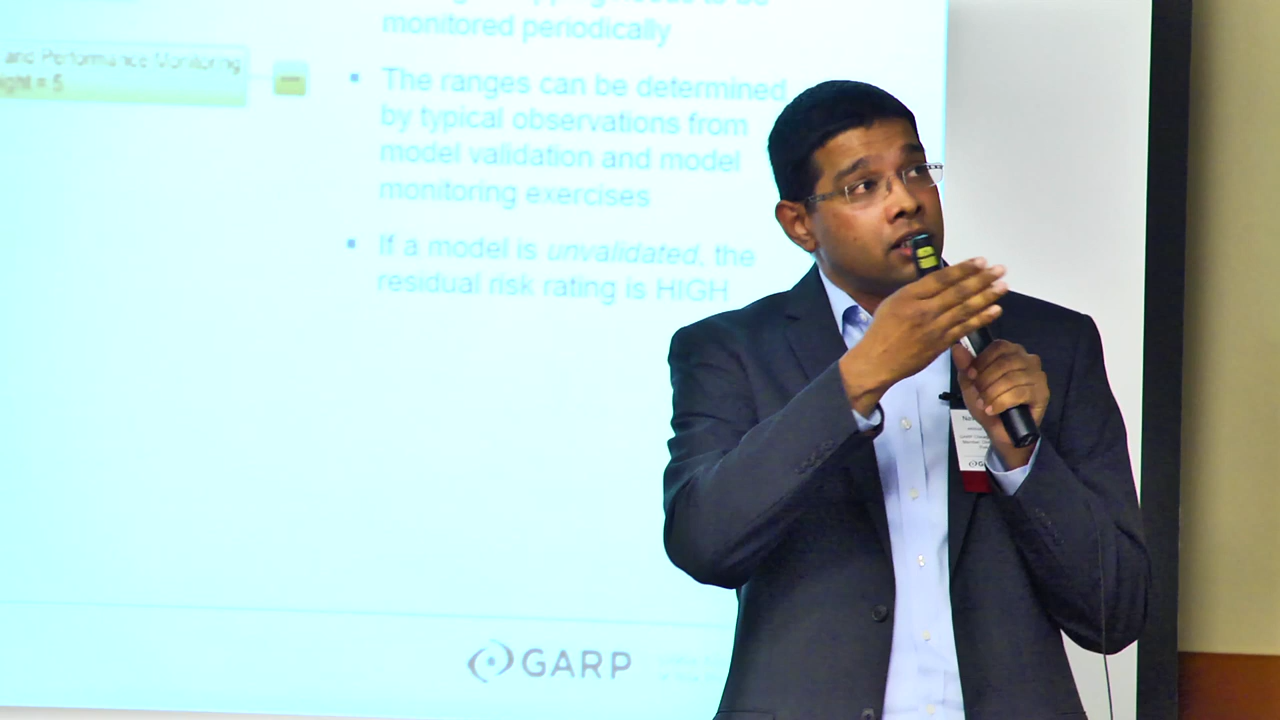 monitored periodically
and Performance Monitoring
= 5
The ranges can be determined
by typical observations from
model validation and model
monitoring exercises
If a model is unvalidated, the
residual risk rating is HIGH
GARP